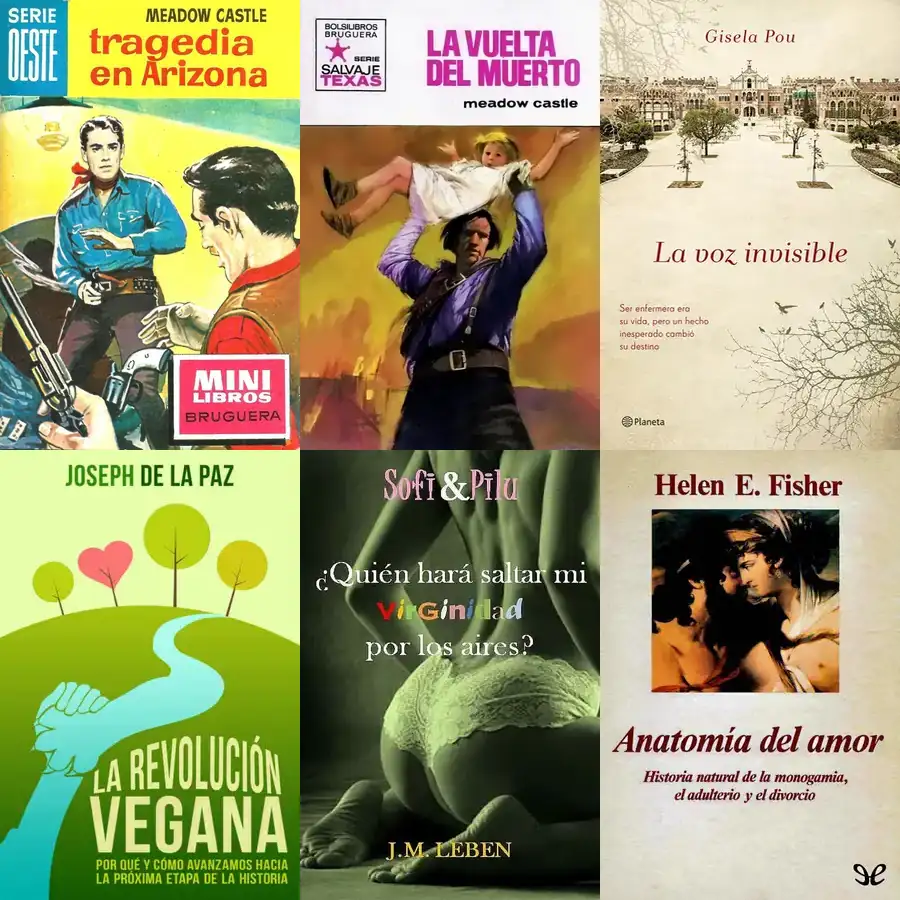 SERIE
OESTE
MEADOW CASTLE
tragedia
en Arizona
MINI
LIBROS
BRUGUERA
BOLSILIBROS
BRUGUERA
SERIE
SALVAJE
TEXAS
LA VUELTA
DEL MUERTO
meadow castle
Gisela Pou
La voz invisible
Ser enfermera era
su vida, pero un hecho
inesperado cambió
su destino
Planeta
JOSEPH DE LA PAZ
LA REVOLUCIÓN
VEGANA
POR QUÉ Y CÓMO AVANZAMOS HACIA
LA PRÓXIMA ETAPA DE LA HISTORIA
Sofi & Pilu
¿Quién hará saltar mi
VirGinidad
por los aires?
J.M. LEBEN
Helen E. Fisher
Anatomía del amor
Historia natural de la monogamia,
el adulterio y el divorcio